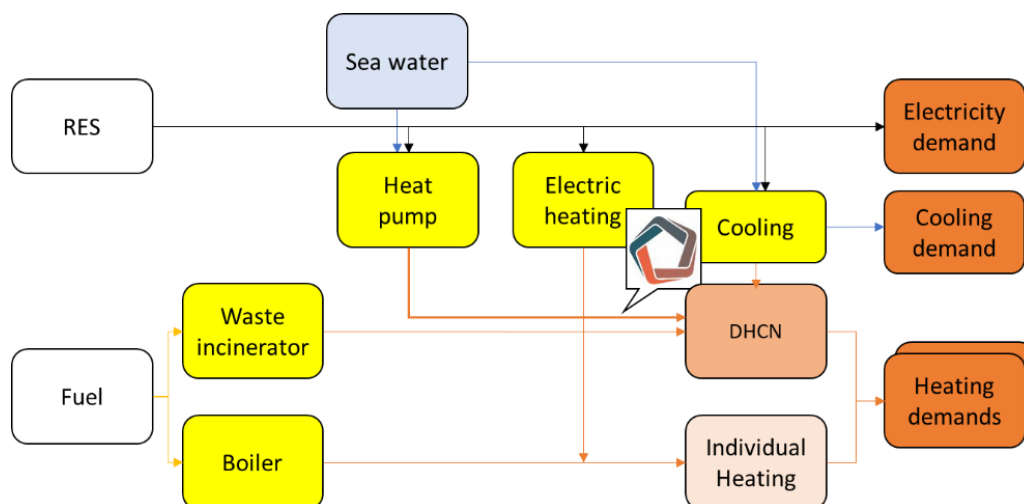 Sea water
RES
Electricity
demand
Heat
pump
Electric
heating
Cooling
Cooling
demand
Waste
incinerator
DHCN
Fuel
Heating
demands
Boiler
Individual
Heating